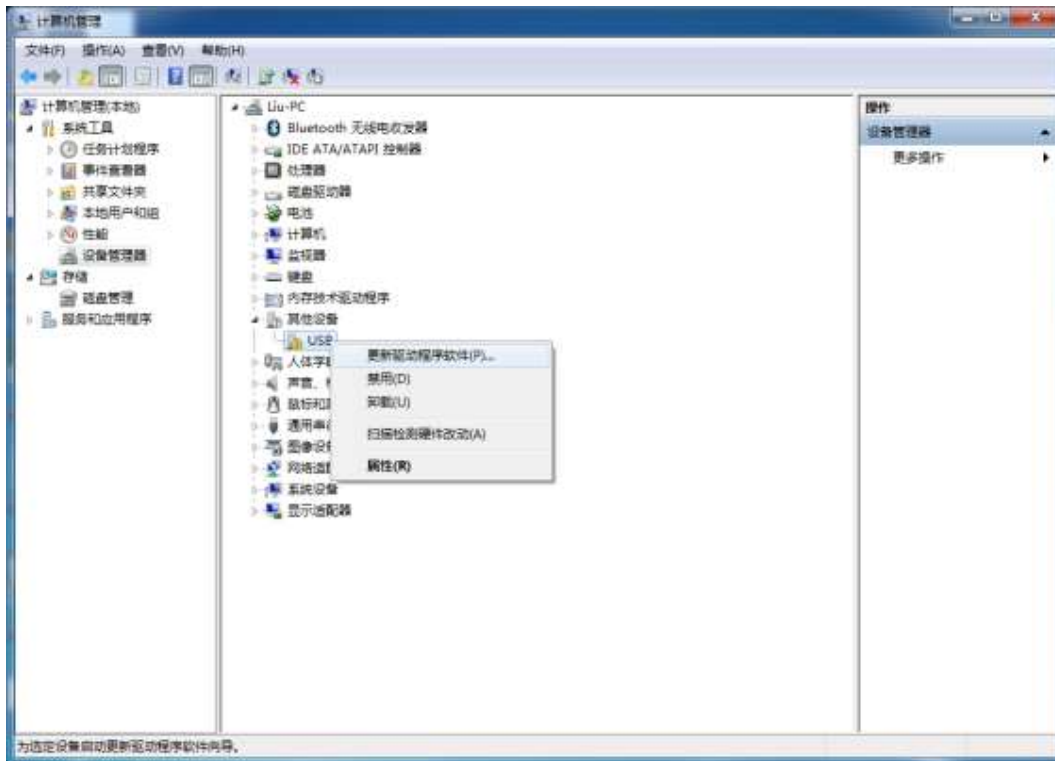 计算机管理
文件(F) 操作(A) 查看(V) 帮助(H)
计算机管理(本地)
系统工具
任务计划程序
事件查看器
共享文件夹
本地用户和组
性能
设备管理器
存储
磁盘管理
服务和应用程序
Liu-PC
Bluetooth 无线电收发器
IDE ATA/ATAPI 控制器
处理器
磁盘驱动器
电池
计算机
监视器
键盘
内存技术驱动程序
其他设备
USB
人体学
声音、
鼠标和
通用串
图像设
网络适
系统设备
显示适配器
更新驱动程序软件(P)...
禁用(D)
卸载(U)
扫描检测硬件改动(A)
属性(R)
操作
设备管理器
更多操作
为选定设备启动更新驱动程序软件向导。